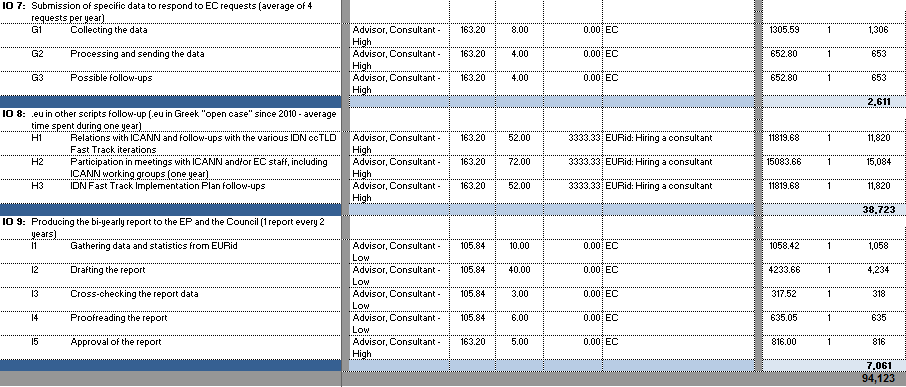 IO 7: Submission of specific data to respond to EC requests (average of 4
requests per year)
G1 Collecting the data Advisor, Consultant - 163.20 8.00 0.00 EC 1305.59 1 1,306
High
G2 Processing and sending the data Advisor, Consultant - 163.20 4.00 0.00 EC 652.80 1 653
High
G3 Possible follow-ups Advisor, Consultant - 163.20 4.00 0.00 EC 652.80 1 653
High
2,611
IO 8: .eu in other scripts follow-up (.eu in Greek "open case" since 2010 - average
time spent during one year)
H1 Relations with ICANN and follow-ups with the various IDN ccTLD Advisor, Consultant - 163.20 52.00 3333.33 EURid: Hiring a consultant 11819.68 1 11,820
Fast Track iterations High
H2 Participation in meetings with ICANN and/or EC staff, including Advisor, Consultant - 163.20 72.00 3333.33 EURid: Hiring a consultant 15083.66 1 15,084
ICANN working groups (one year) High
H3 IDN Fast Track Implementation Plan follow-ups Advisor, Consultant - 163.20 52.00 3333.33 EURid: Hiring a consultant 11819.68 1 11,820
High
38,723
IO 9: Producing the bi-yearly report to the EP and the Council (1 report every 2
years)
I1 Gathering data and statistics from EURid Advisor, Consultant - 105.84 10.00 0.00 EC 1058.42 1 1,058
Low
I2 Drafting the report Advisor, Consultant - 105.84 40.00 0.00 EC 4233.66 1 4,234
Low
I3 Cross-checking the report data Advisor, Consultant - 105.84 3.00 0.00 EC 317.52 1 318
Low
I4 Proofreading the report Advisor, Consultant - 105.84 6.00 0.00 EC 635.05 1 635
Low
I5 Approval of the report Advisor, Consultant - 163.20 5.00 0.00 EC 816.00 1 816
High
7,061
94,123